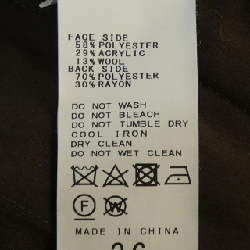 FACE SIDE
58% POLYESTER
29% ACRYLIC
13% WOOL
BACK SIDE
70% POLYESTER
30% RAYON
DO NOT WASH
DO NOT BLEACH
DO NOT TUMBLE DRY
COOL IRON
DRY CLEAN
DO NOT WET CLEAN
F W
MADE IN CHINA
36